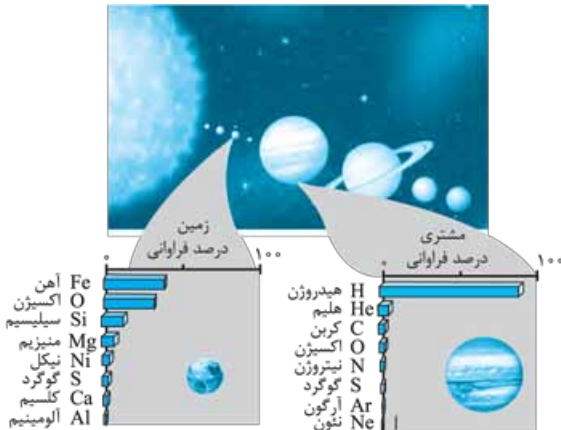 زمین
درصد فراوانی
۰ ۱۰۰
آهن Fe
اکسیژن O
سیلیسیم Si
منیزیم Mg
نیکل Ni
گوگرد S
کلسیم Ca
آلومینیم Al
مشتری
درصد فراوانی
۰ ۱۰۰
هیدروژن H
هلیم He
کربن C
اکسیژن O
نیتروژن N
گوگرد S
آرگون Ar
نئون Ne